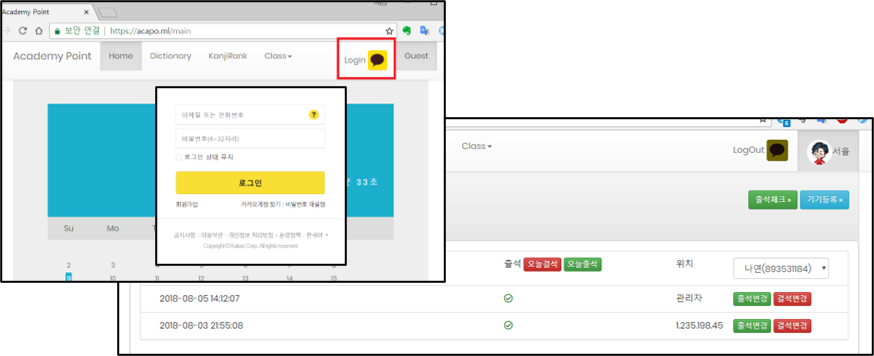 Academy Point
보안 연결 | https://acapo.ml/main
Academy Point Home Dictionary KanjiRank Class Login Guest
이메일 또는 전화번호
비밀번호(4~32자리)
로그인 상태 유지
로그인
33초
회원가입 카카오계정 찾기 | 비밀번호 재설정
공지사항 | 이용약관 | 개인정보 처리방침 | 운영정책 | 한국어
Copyright © Kakao Corp. All rights reserved.
Su Mo
2 3
9 10 11 12 13 14 15
Class LogOut 서율
출석체크 » 기기등록 »
출석 오늘결석 오늘출석 위치 나연(893531184)
2018-08-05 14:12:07 관리자 출석변경 결석변경
2018-08-03 21:55:08 1.235.198.45 출석변경 결석변경